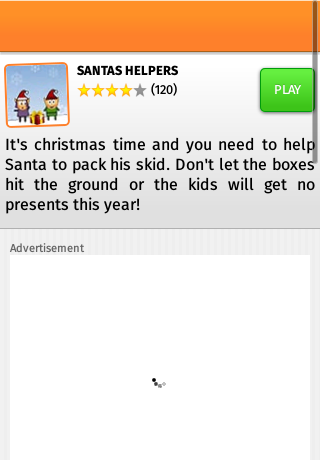 SANTAS HELPERS
(120)
PLAY
It's christmas time and you need to help
Santa to pack his skid. Don't let the boxes
hit the ground or the kids will get no
presents this year!
Advertisement